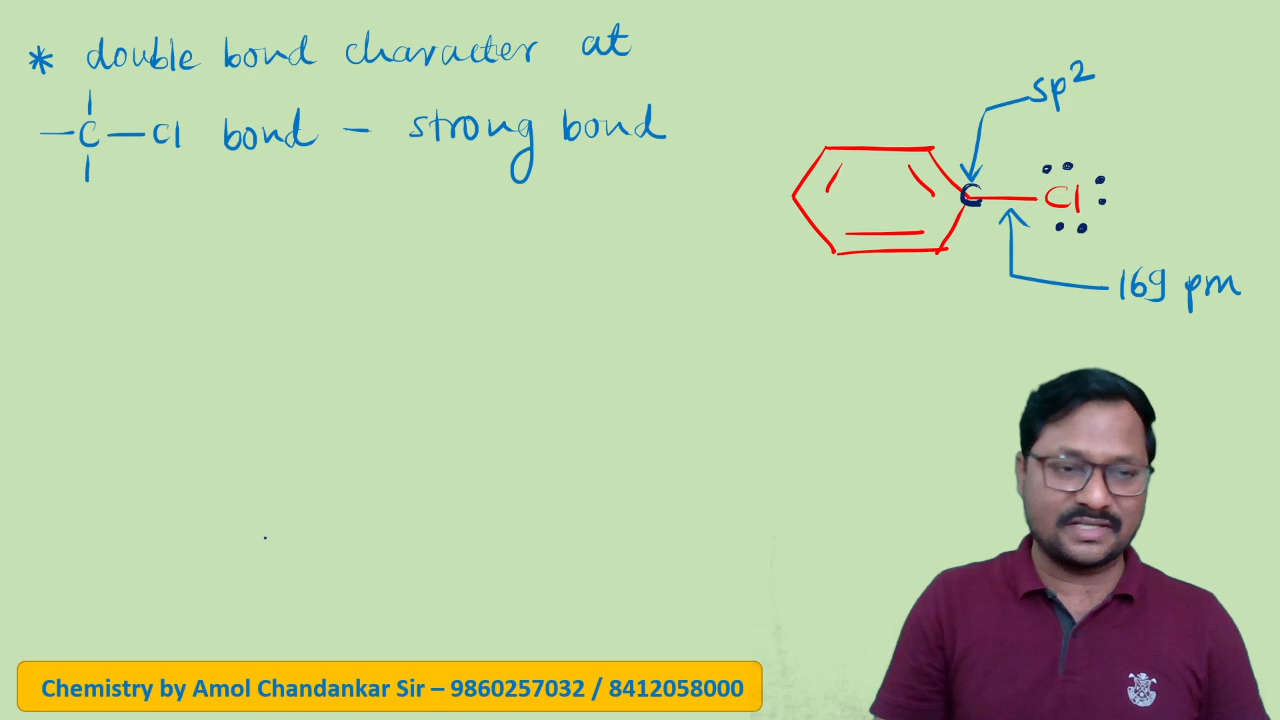 * double bond character at
|
—C—Cl bond – strong bond
|
sp²
C Cl
169 pm
Chemistry by Amol Chandankar Sir – 9860257032 / 8412058000